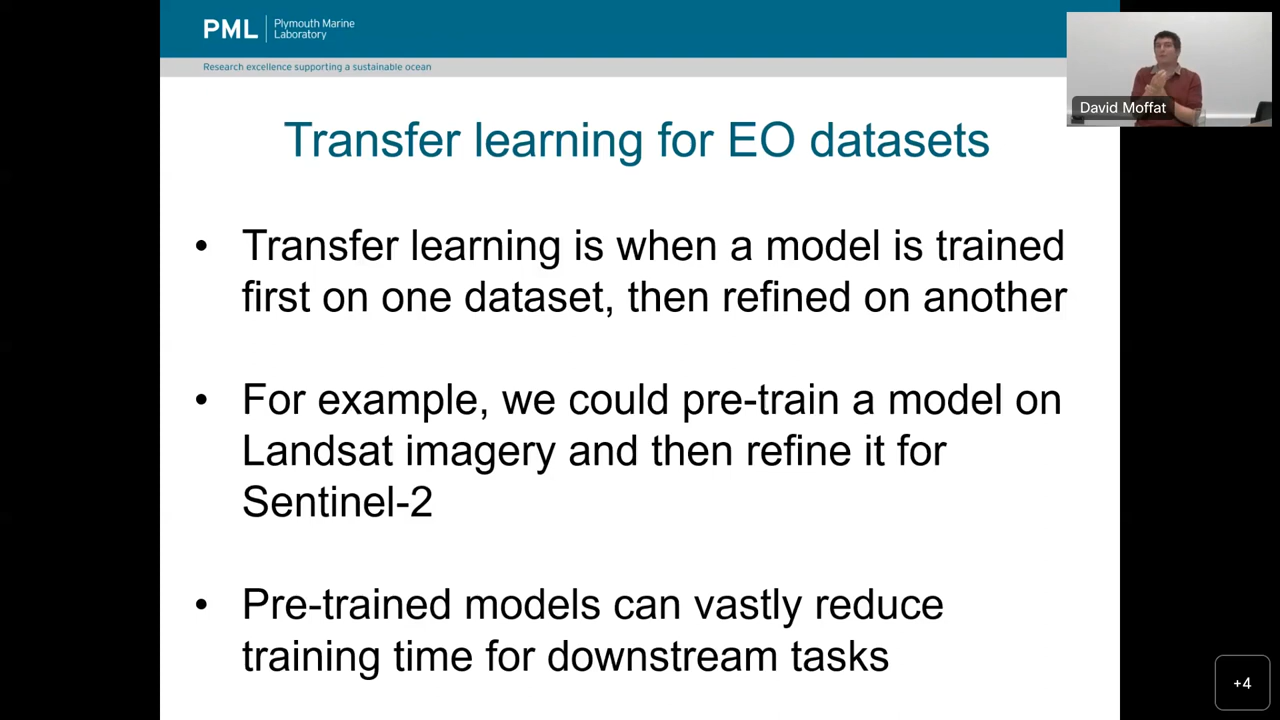 PML | Plymouth Marine
Laboratory
Research excellence supporting a sustainable ocean
David Moffat
Transfer learning for EO datasets
• Transfer learning is when a model is trained
first on one dataset, then refined on another
• For example, we could pre-train a model on
Landsat imagery and then refine it for
Sentinel-2
• Pre-trained models can vastly reduce
training time for downstream tasks
+4